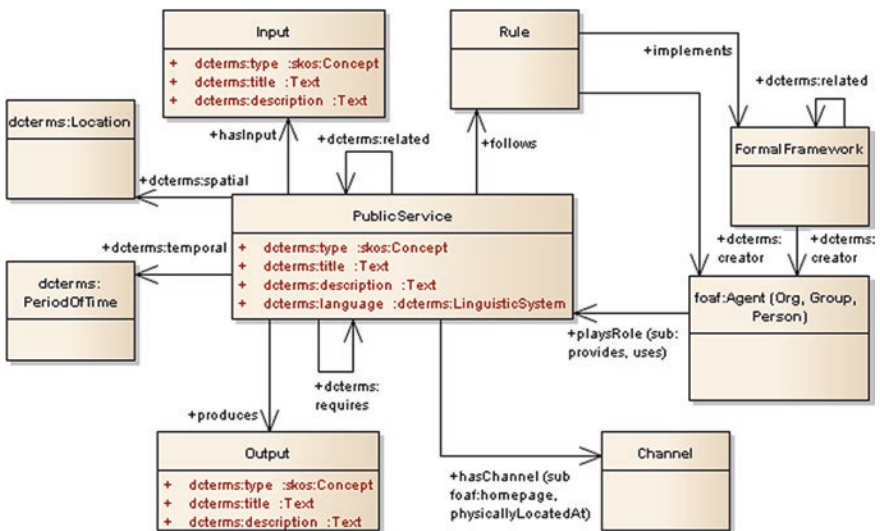 Input
+ dcterms:type :skos:Concept
+ dcterms:title :Text
+ dcterms:description :Text
Rule
+implements
+dcterms:related
dcterms:Location
+hasInput
+dcterms:related
+follows
FormalFramework
+dcterms:spatial
PublicService
+ dcterms:type :skos:Concept
+ dcterms:title :Text
+ dcterms:description :Text
+ dcterms:language :dcterms:LinguisticSystem
+dcterms:temporal
+dcterms:
creator
+dcterms:
creator
dcterms:
PeriodOfTime
foaf:Agent (Org, Group,
Person)
+playsRole (sub:
provides, uses)
+dcterms:
requires
+produces
Output
+ dcterms:type :skos:Concept
+ dcterms:title :Text
+ dcterms:description :Text
+hasChannel (sub
foaf:homepage,
physicallyLocatedAt)
Channel